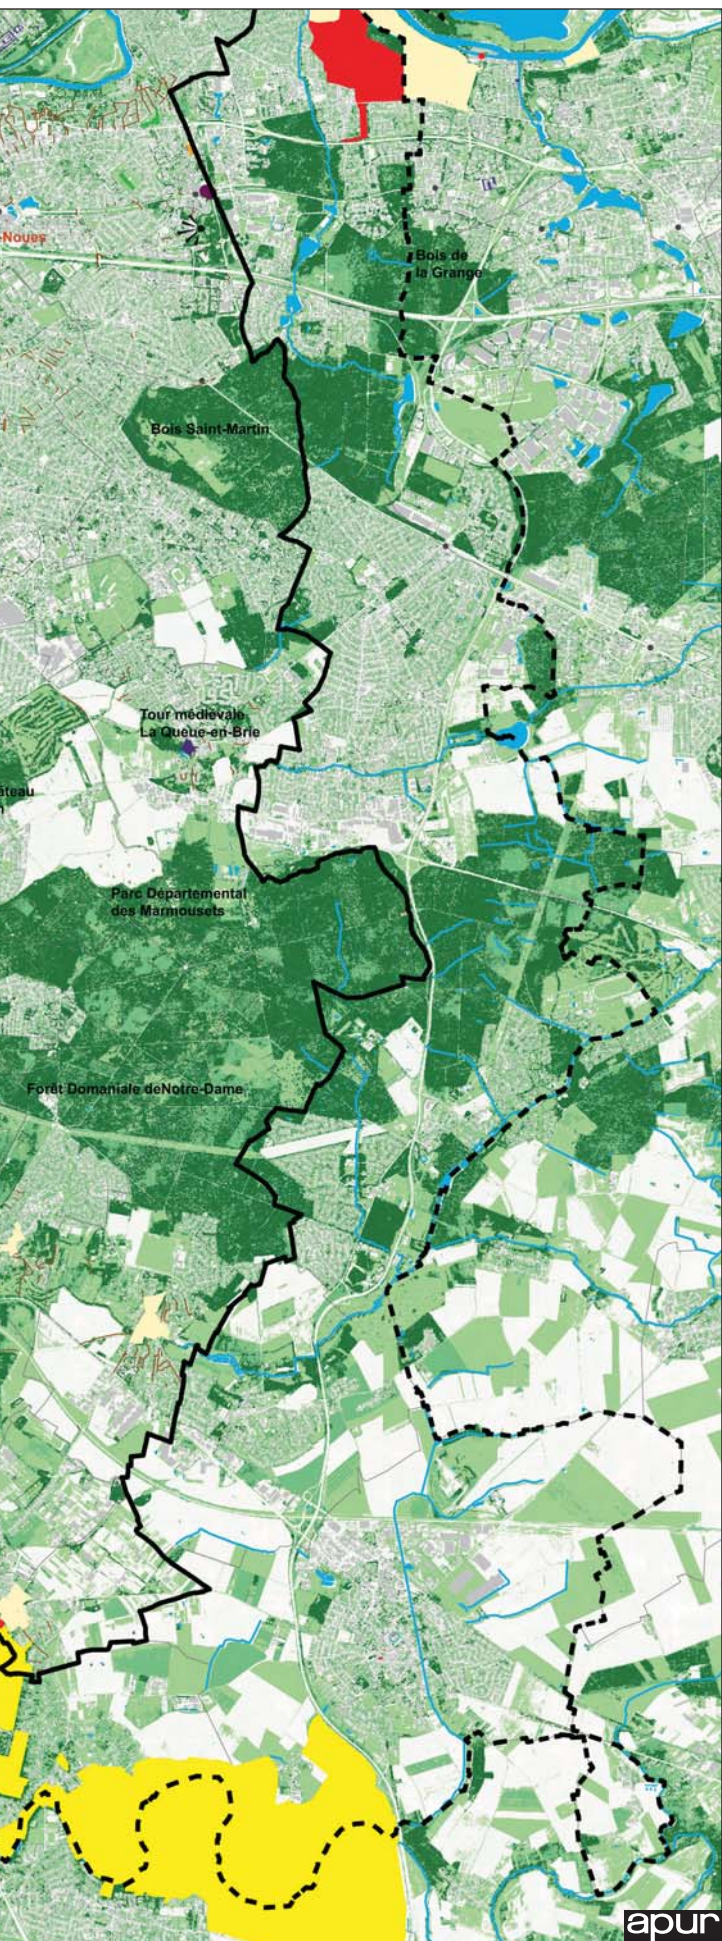 -Noues
Bois de
la Grange
Bois Saint-Martin
Tour médiévale
La Queue-en-Brie
âteau
Parc Départemental
des Marmousets
Forêt Domaniale deNotre-Dame
apur